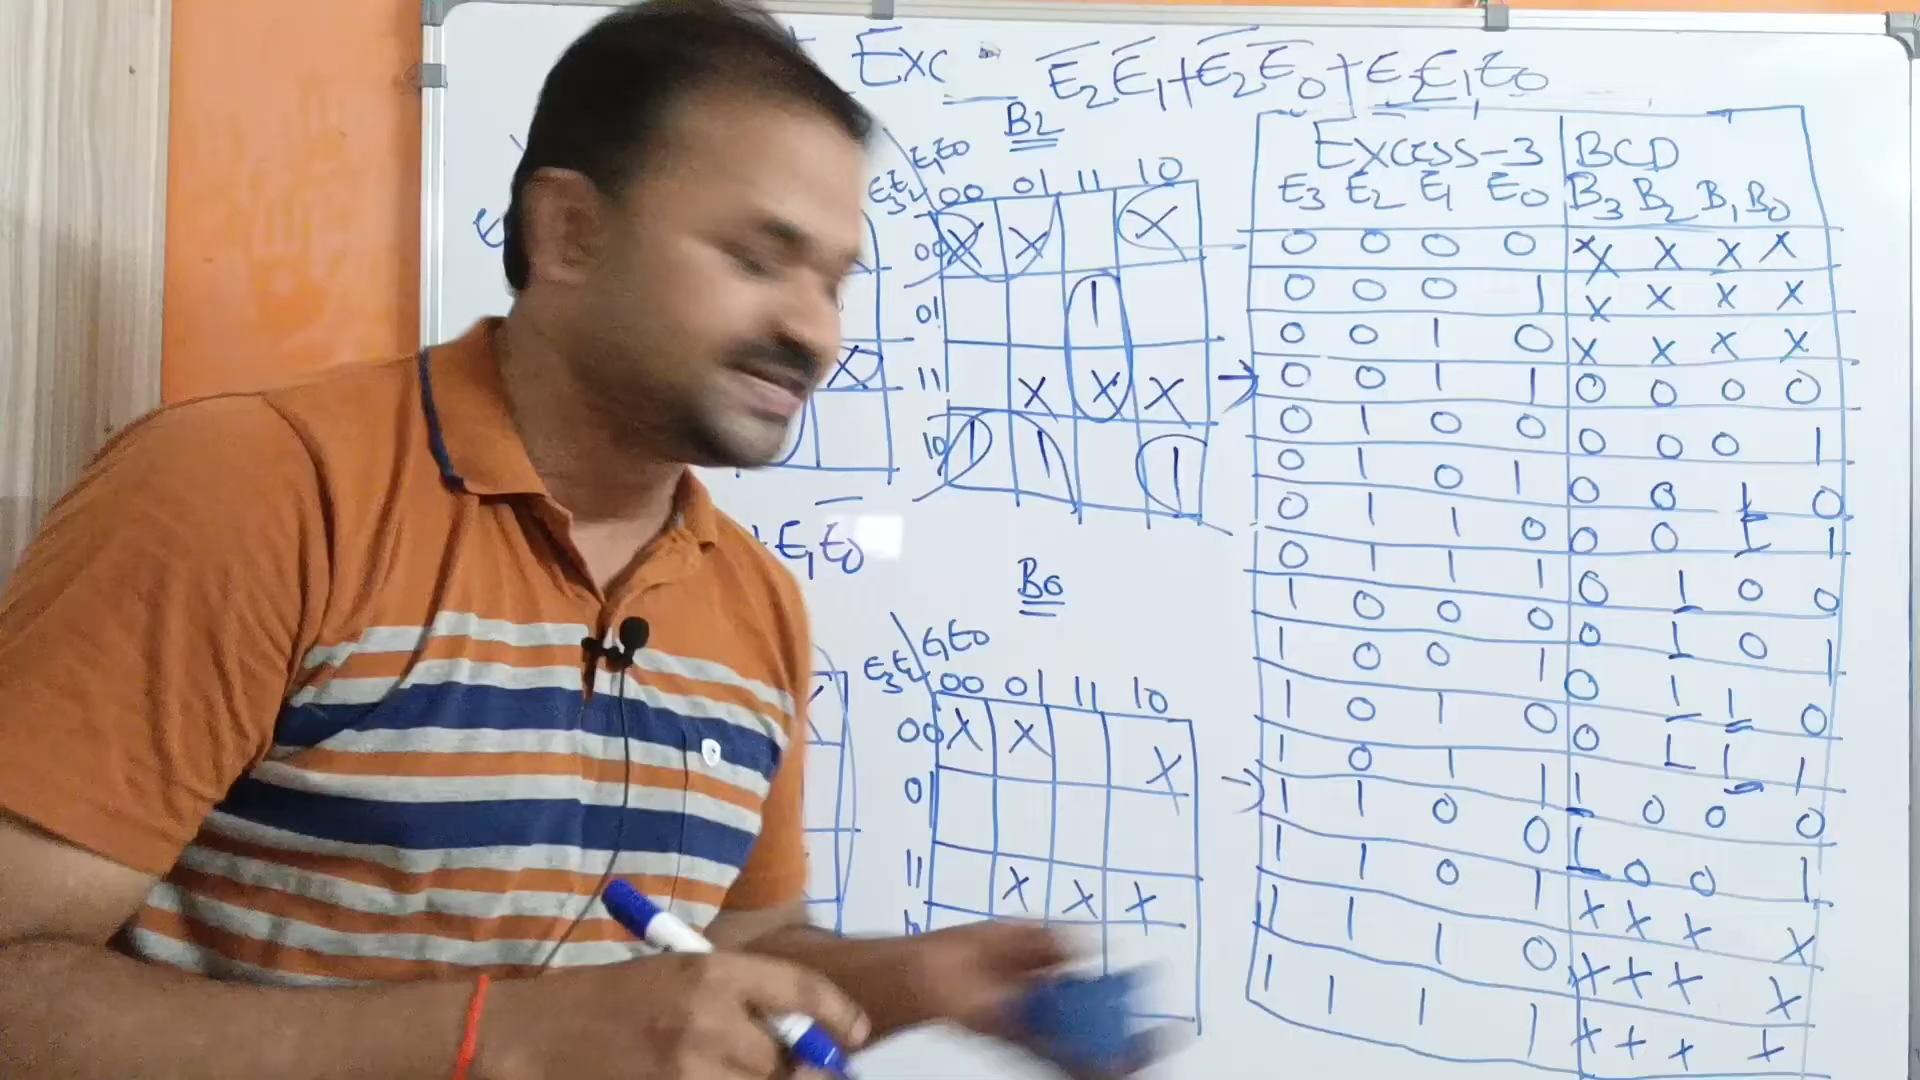 Exc
E̅₂E̅₁+E̅₂E̅₀+E₂E₁E₀
B2
E₁E₀
E₃E₂ 00 01 11 10
00 X X X
01 1
11 X X X
10 1 1 1
E₁E̅₀
B0
E₁E₀
E₃E₂ 00 01 11 10
00 X X X
01
11 X X X
Excess-3 BCD
E3 E2 E1 E0 B3 B2 B1 B0
0 0 0 0 X X X X
0 0 0 1 X X X X
0 0 1 0 X X X X
→ 0 0 1 1 0 0 0 0
0 1 0 0 0 0 0 1
0 1 0 1 0 0 1 0
0 1 1 0 0 0 1 1
0 1 1 1 0 1 0 0
1 0 0 0 0 1 0 1
1 0 0 1 0 1 1 0
1 0 1 0 0 1 1 1
→ 1 0 1 1 1 0 0 0
1 1 0 0 1 0 0 1
1 1 0 1 X X X X
1 1 1 0 X X X X
1 1 1 1 X X X X